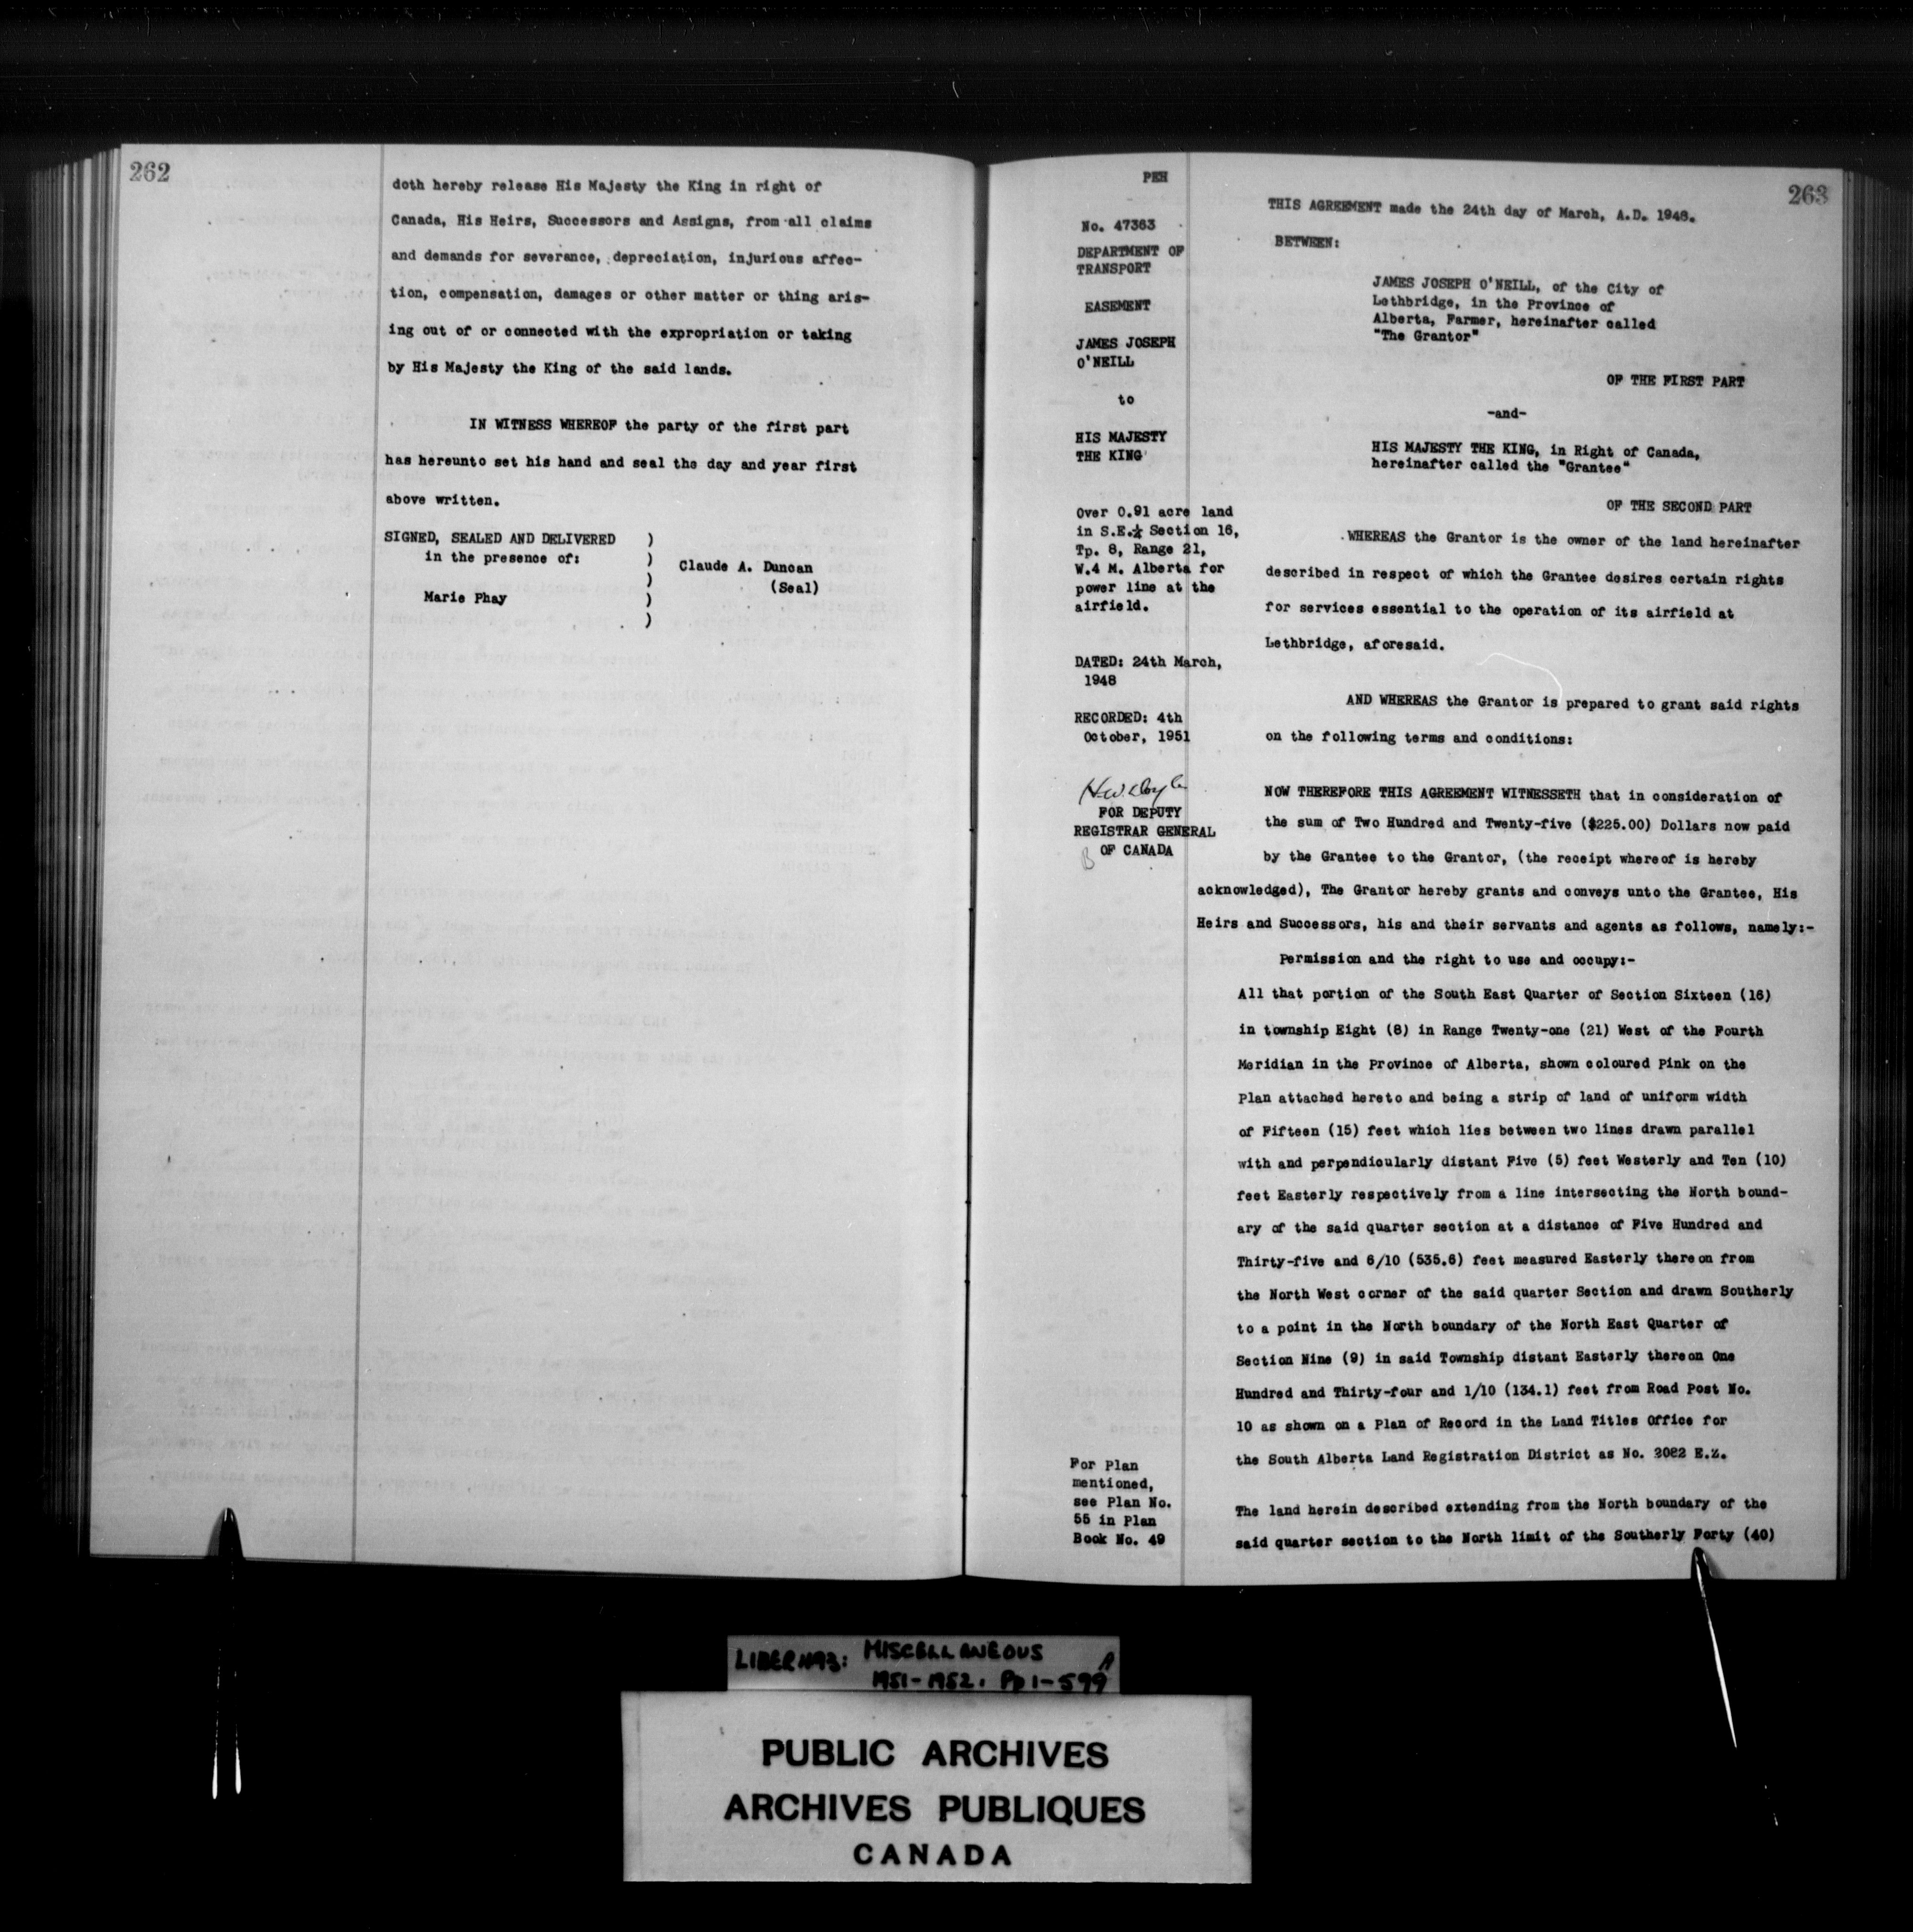 262
doth hereby release His Majesty the King in right of
Canada, His Heirs, Successors and Assigns, from all claims
and demands for severance, depreciation, injurious affec-
tion, compensation, damages or other matter or thing aris-
ing out of or connected with the expropriation or taking
by His Majesty the King of the said lands.
IN WITNESS WHEREOF the party of the first part
has hereunto set his hand and seal the day and year first
above written.
SIGNED, SEALED AND DELIVERED )
in the presence of: )
) Claude A. Duncan
) (Seal)
Marie Phay )
)
263
PEH
No. 47363
DEPARTMENT OF
TRANSPORT
EASEMENT
JAMES JOSEPH
O'NEILL
to
HIS MAJESTY
THE KING
Over 0.91 acre land
in S.E.¼ Section 16,
Tp. 8, Range 21,
W.4 M. Alberta for
power line at the
airfield.
DATED: 24th March,
1948
RECORDED: 4th
October, 1951
FOR DEPUTY
REGISTRAR GENERAL
OF CANADA
For Plan
mentioned,
see Plan No.
55 in Plan
Book No. 49
THIS AGREEMENT made the 24th day of March, A.D. 1948.
BETWEEN:
JAMES JOSEPH O'NEILL, of the City of
Lethbridge, in the Province of
Alberta, Farmer, hereinafter called
"The Grantor"
OF THE FIRST PART
-and-
HIS MAJESTY THE KING, in Right of Canada,
hereinafter called the "Grantee"
OF THE SECOND PART
WHEREAS the Grantor is the owner of the land hereinafter
described in respect of which the Grantee desires certain rights
for services essential to the operation of its airfield at
Lethbridge, aforesaid.
AND WHEREAS the Grantor is prepared to grant said rights
on the following terms and conditions:
NOW THEREFORE THIS AGREEMENT WITNESSETH that in consideration of
the sum of Two Hundred and Twenty-five ($225.00) Dollars now paid
by the Grantee to the Grantor, (the receipt whereof is hereby
acknowledged), The Grantor hereby grants and conveys unto the Grantee, His
Heirs and Successors, his and their servants and agents as follows, namely:-
Permission and the right to use and occupy:-
All that portion of the South East Quarter of Section Sixteen (16)
in township Eight (8) in Range Twenty-one (21) West of the Fourth
Meridian in the Province of Alberta, shown coloured Pink on the
Plan attached hereto and being a strip of land of uniform width
of Fifteen (15) feet which lies between two lines drawn parallel
with and perpendicularly distant Five (5) feet Westerly and Ten (10)
feet Easterly respectively from a line intersecting the North bound-
ary of the said quarter section at a distance of Five Hundred and
Thirty-five and 6/10 (535.6) feet measured Easterly thereon from
the North West corner of the said quarter Section and drawn Southerly
to a point in the North boundary of the North East Quarter of
Section Nine (9) in said Township distant Easterly thereon One
Hundred and Thirty-four and 1/10 (134.1) feet from Road Post No.
10 as shown on a Plan of Record in the Land Titles Office for
the South Alberta Land Registration District as No. 2082 E.Z.
The land herein described extending from the North boundary of the
said quarter section to the North limit of the Southerly Forty (40)
LIBER 1193: MISCELLANEOUS
1951-1952. Pp 1-599 A
PUBLIC ARCHIVES
ARCHIVES PUBLIQUES
CANADA